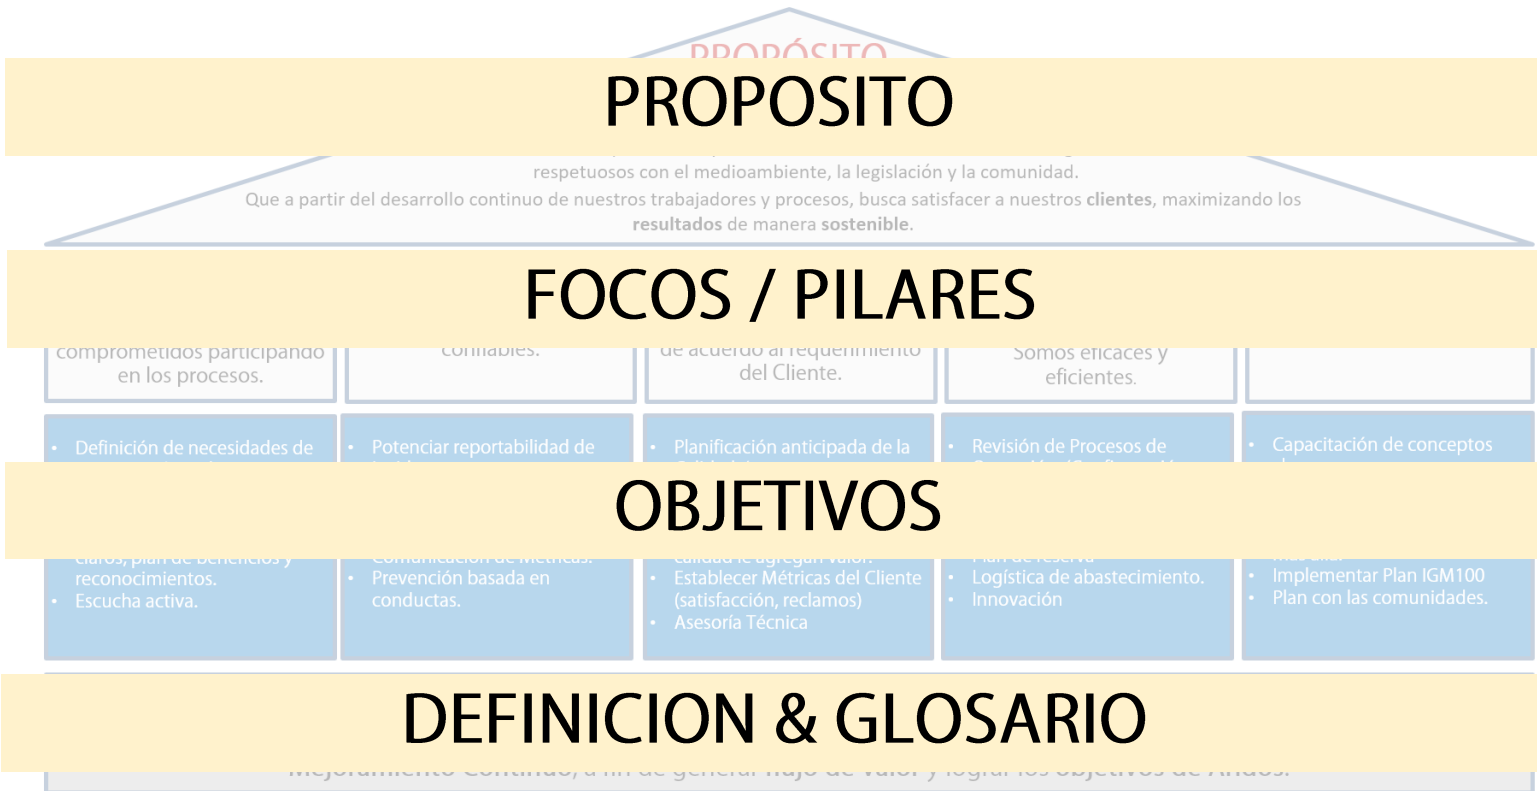 PROPÓSITO
PROPOSITO
respetuosos con el medioambiente, la legislación y la comunidad.
Que a partir del desarrollo continuo de nuestros trabajadores y procesos, busca satisfacer a nuestros clientes, maximizando los
resultados de manera sostenible.
FOCOS / PILARES
comprometidos participando
en los procesos.
confiables.
de acuerdo al requerimiento
del Cliente.
Somos eficaces y
eficientes.
• Definición de necesidades de
• Potenciar reportabilidad de
• Planificación anticipada de la
• Revisión de Procesos de
• Capacitación de conceptos
OBJETIVOS
claros, plan de beneficios y
reconocimientos.
• Escucha activa.
Comunicación de Métricas.
• Prevención basada en
conductas.
calidad le agregan valor.
• Establecer Métricas del Cliente
(satisfacción, reclamos)
• Asesoría Técnica
Plan de reserva
• Logística de abastecimiento.
• Innovación
• Implementar Plan IGM100
• Plan con las comunidades.
DEFINICION & GLOSARIO
Mejoramiento Continuo, a fin de generar flujo de valor y lograr los objetivos de Áridos.